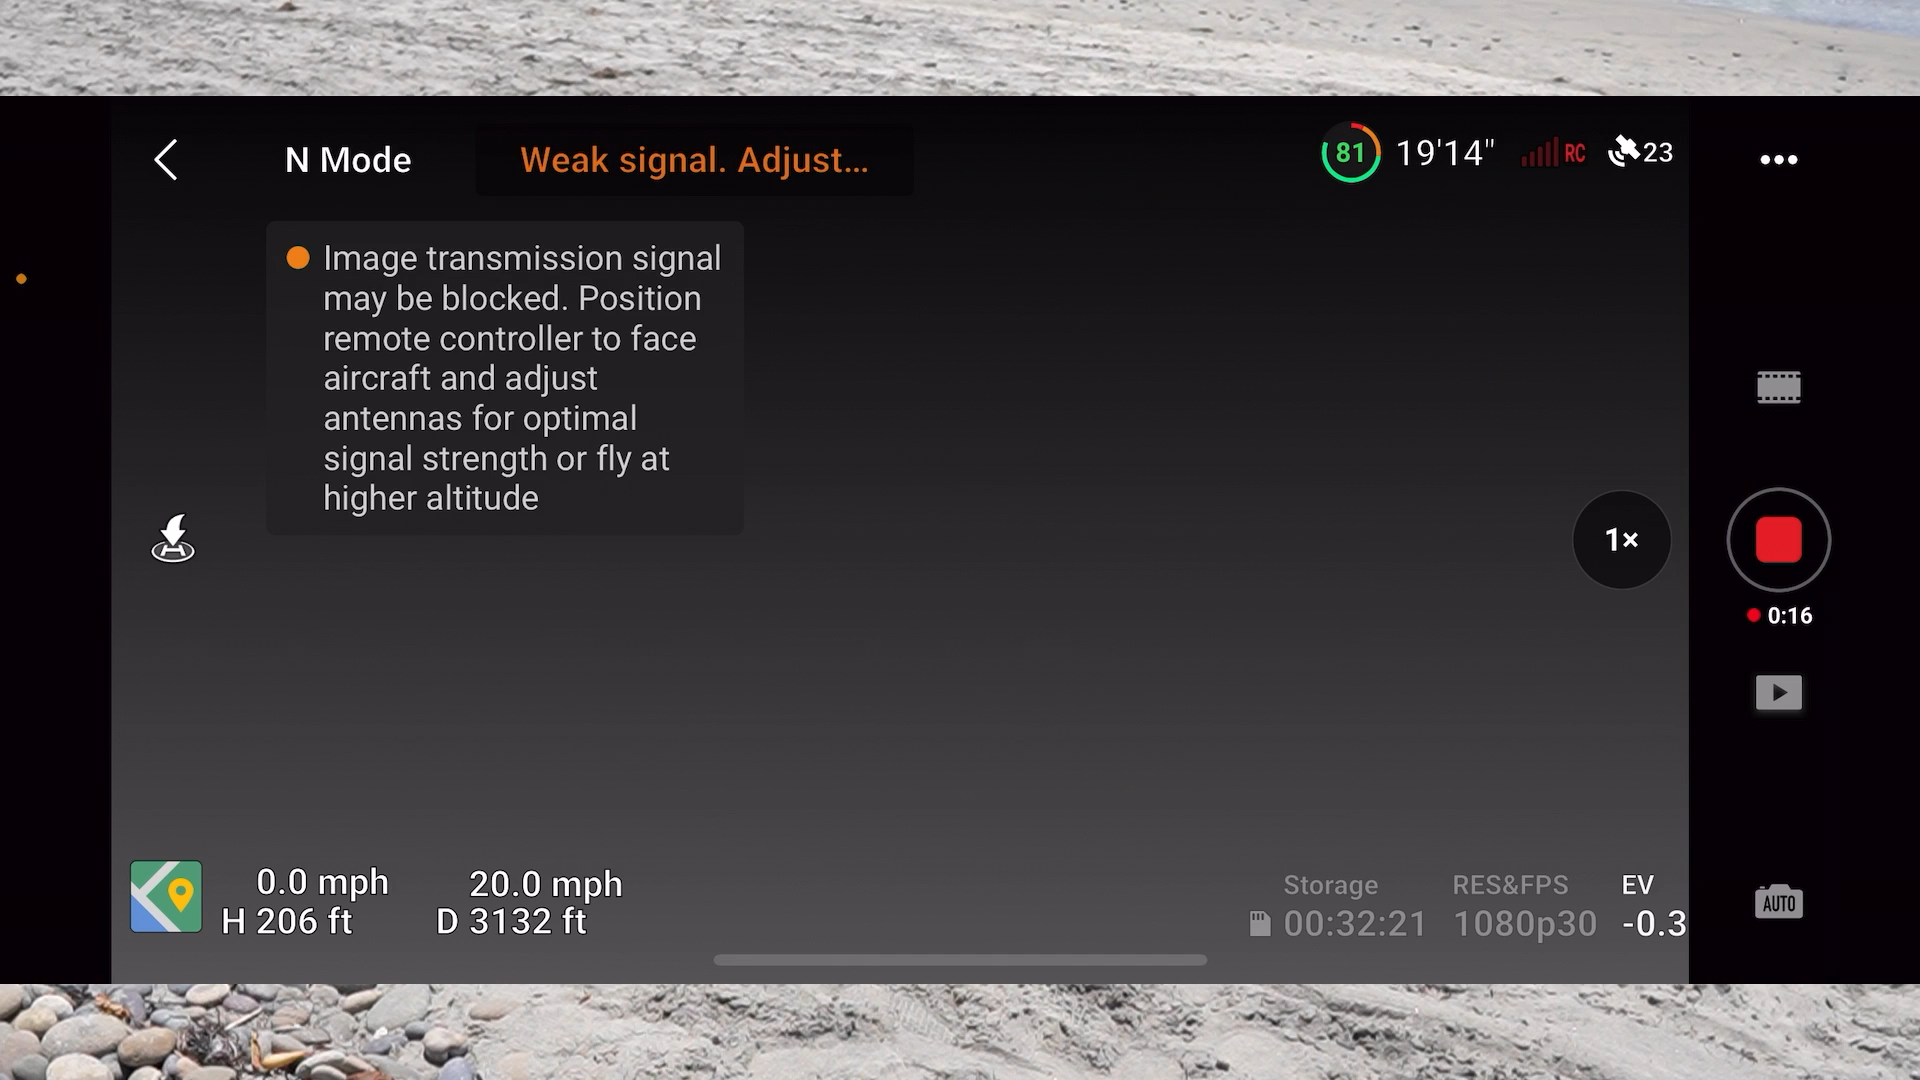 N Mode
Weak signal. Adjust...
81
19'14"
RC
23
Image transmission signal
may be blocked. Position
remote controller to face
aircraft and adjust
antennas for optimal
signal strength or fly at
higher altitude
1×
0:16
0.0 mph
20.0 mph
H 206 ft
D 3132 ft
Storage
RES&FPS
EV
00:32:21
1080p30
-0.3
AUTO